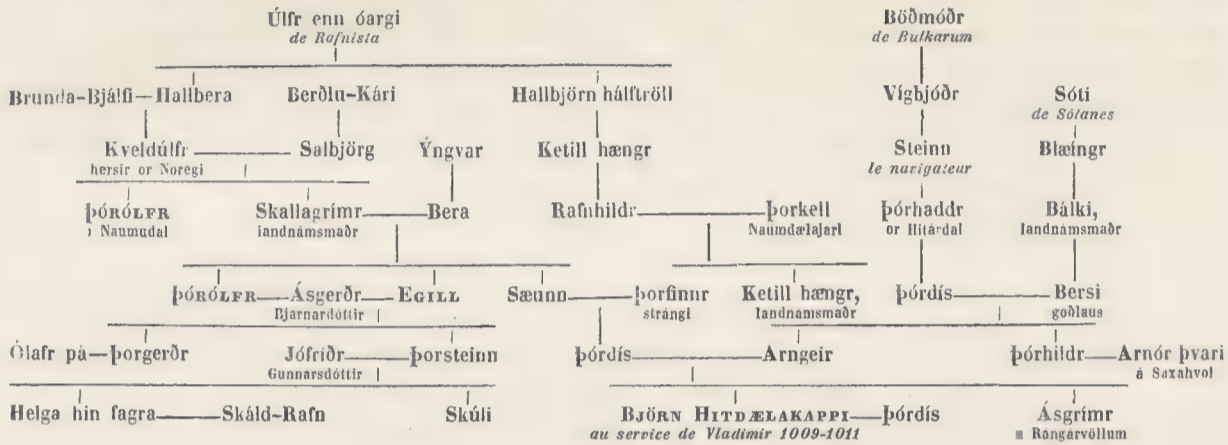 Úlfr enn óargi Böðmóðr
de Rafnista de Bulkarum
Brunda-Bjálfi—Hallbera Berðlu-Kári Hallbjörn hálftröll Vígbjóðr Sóti
de Sótanes
Kveldúlfr Salbjörg Ýngvar Ketill hængr Steinn Blæíngr
hersir or Noregi le navigateur
ÞÓRÓLFR Skallagrímr Bera Rafnhildr Þorkell Þórhaddr Bálki,
Naumudal landnámsmaðr Naumdælajarl or Hítárdal landnámsmaðr
ÞÓRÓLFR—Ásgerðr—EGILL Sæunn—Þorfinnr Ketill hængr, Þórdís—Bersi
Bjarnardóttir strángi landnámsmaðr goðlaus
Ólafr pá—Þorgerðr Jófríðr—Þorsteinn Þórdís—Arngeir Þórhildr—Arnór þvari
Gunnarsdóttir á Saxahvol
Helga hin fagra—Skáld-Rafn Skúli BJÖRN HITDÆLAKAPPI—Þórdís Ásgrímr
au service de Vladimir 1009-1011 Rángárvöllum